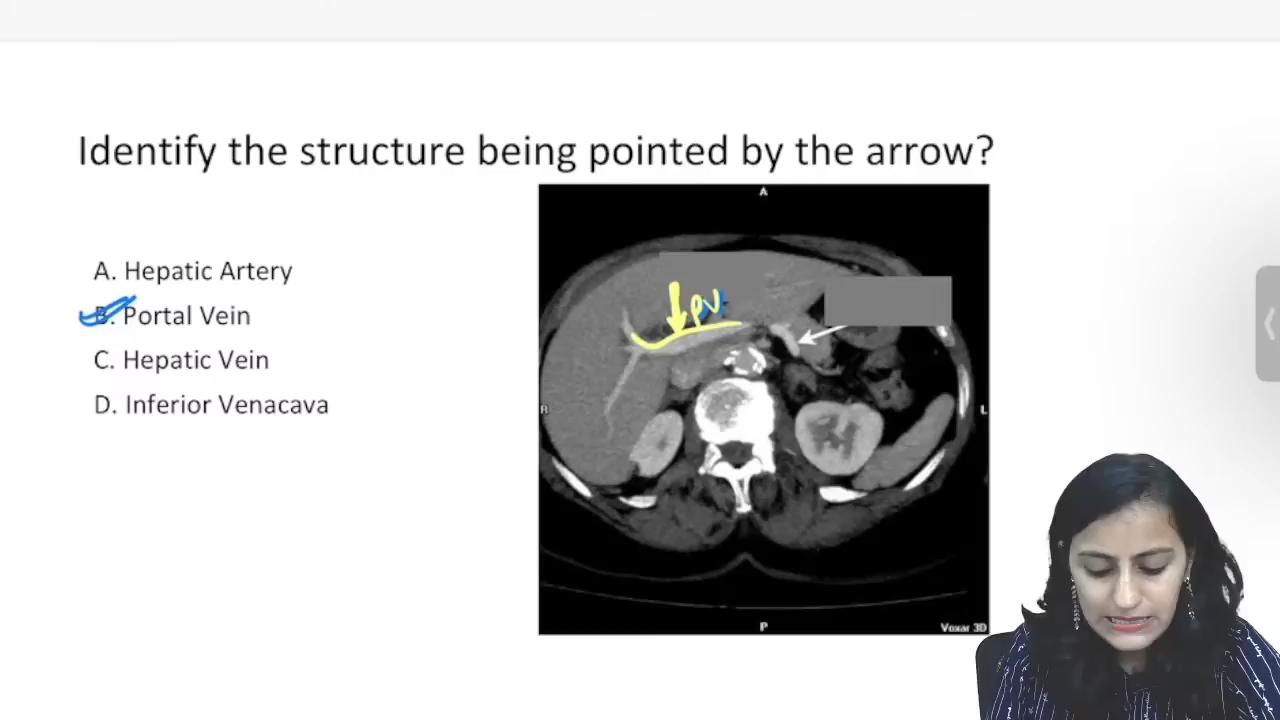 Identify the structure being pointed by the arrow?
A. Hepatic Artery
B. Portal Vein
C. Hepatic Vein
D. Inferior Venacava
A
PV
R
L
P
Voxar 3D